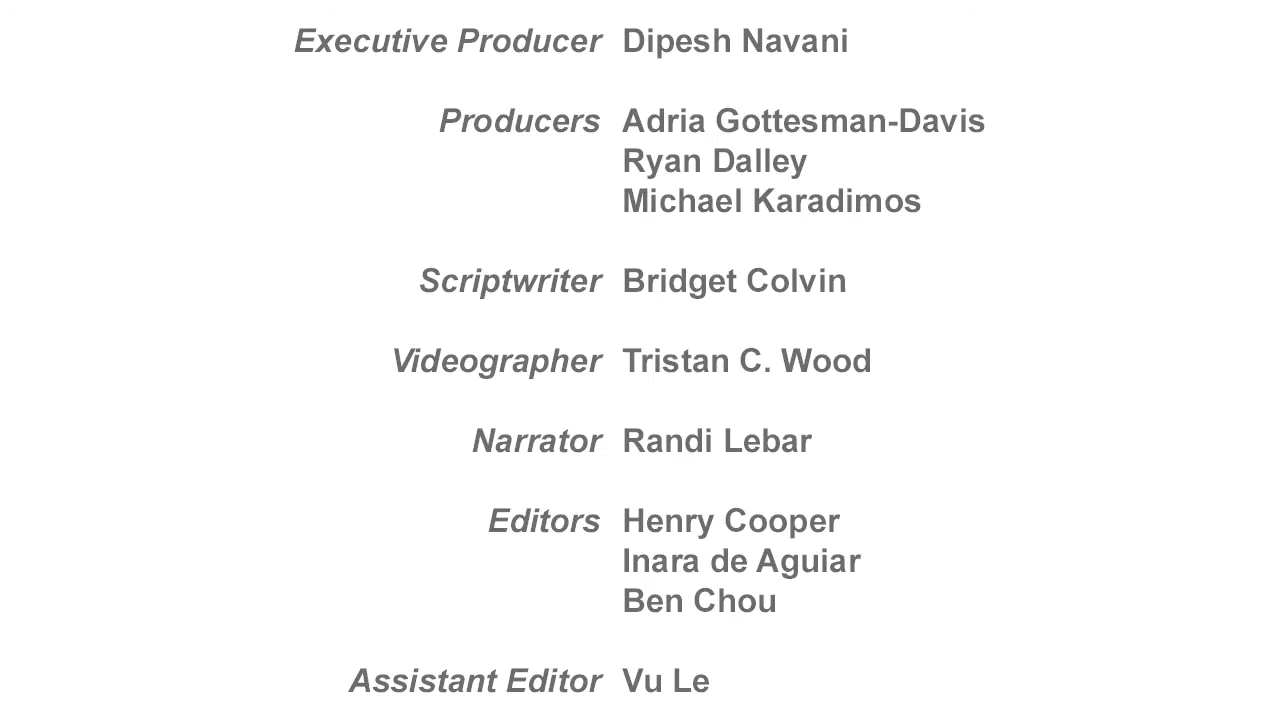 Executive Producer Dipesh Navani
Producers Adria Gottesman-Davis
Ryan Dalley
Michael Karadimos
Scriptwriter Bridget Colvin
Videographer Tristan C. Wood
Narrator Randi Lebar
Editors Henry Cooper
Inara de Aguiar
Ben Chou
Assistant Editor Vu Le